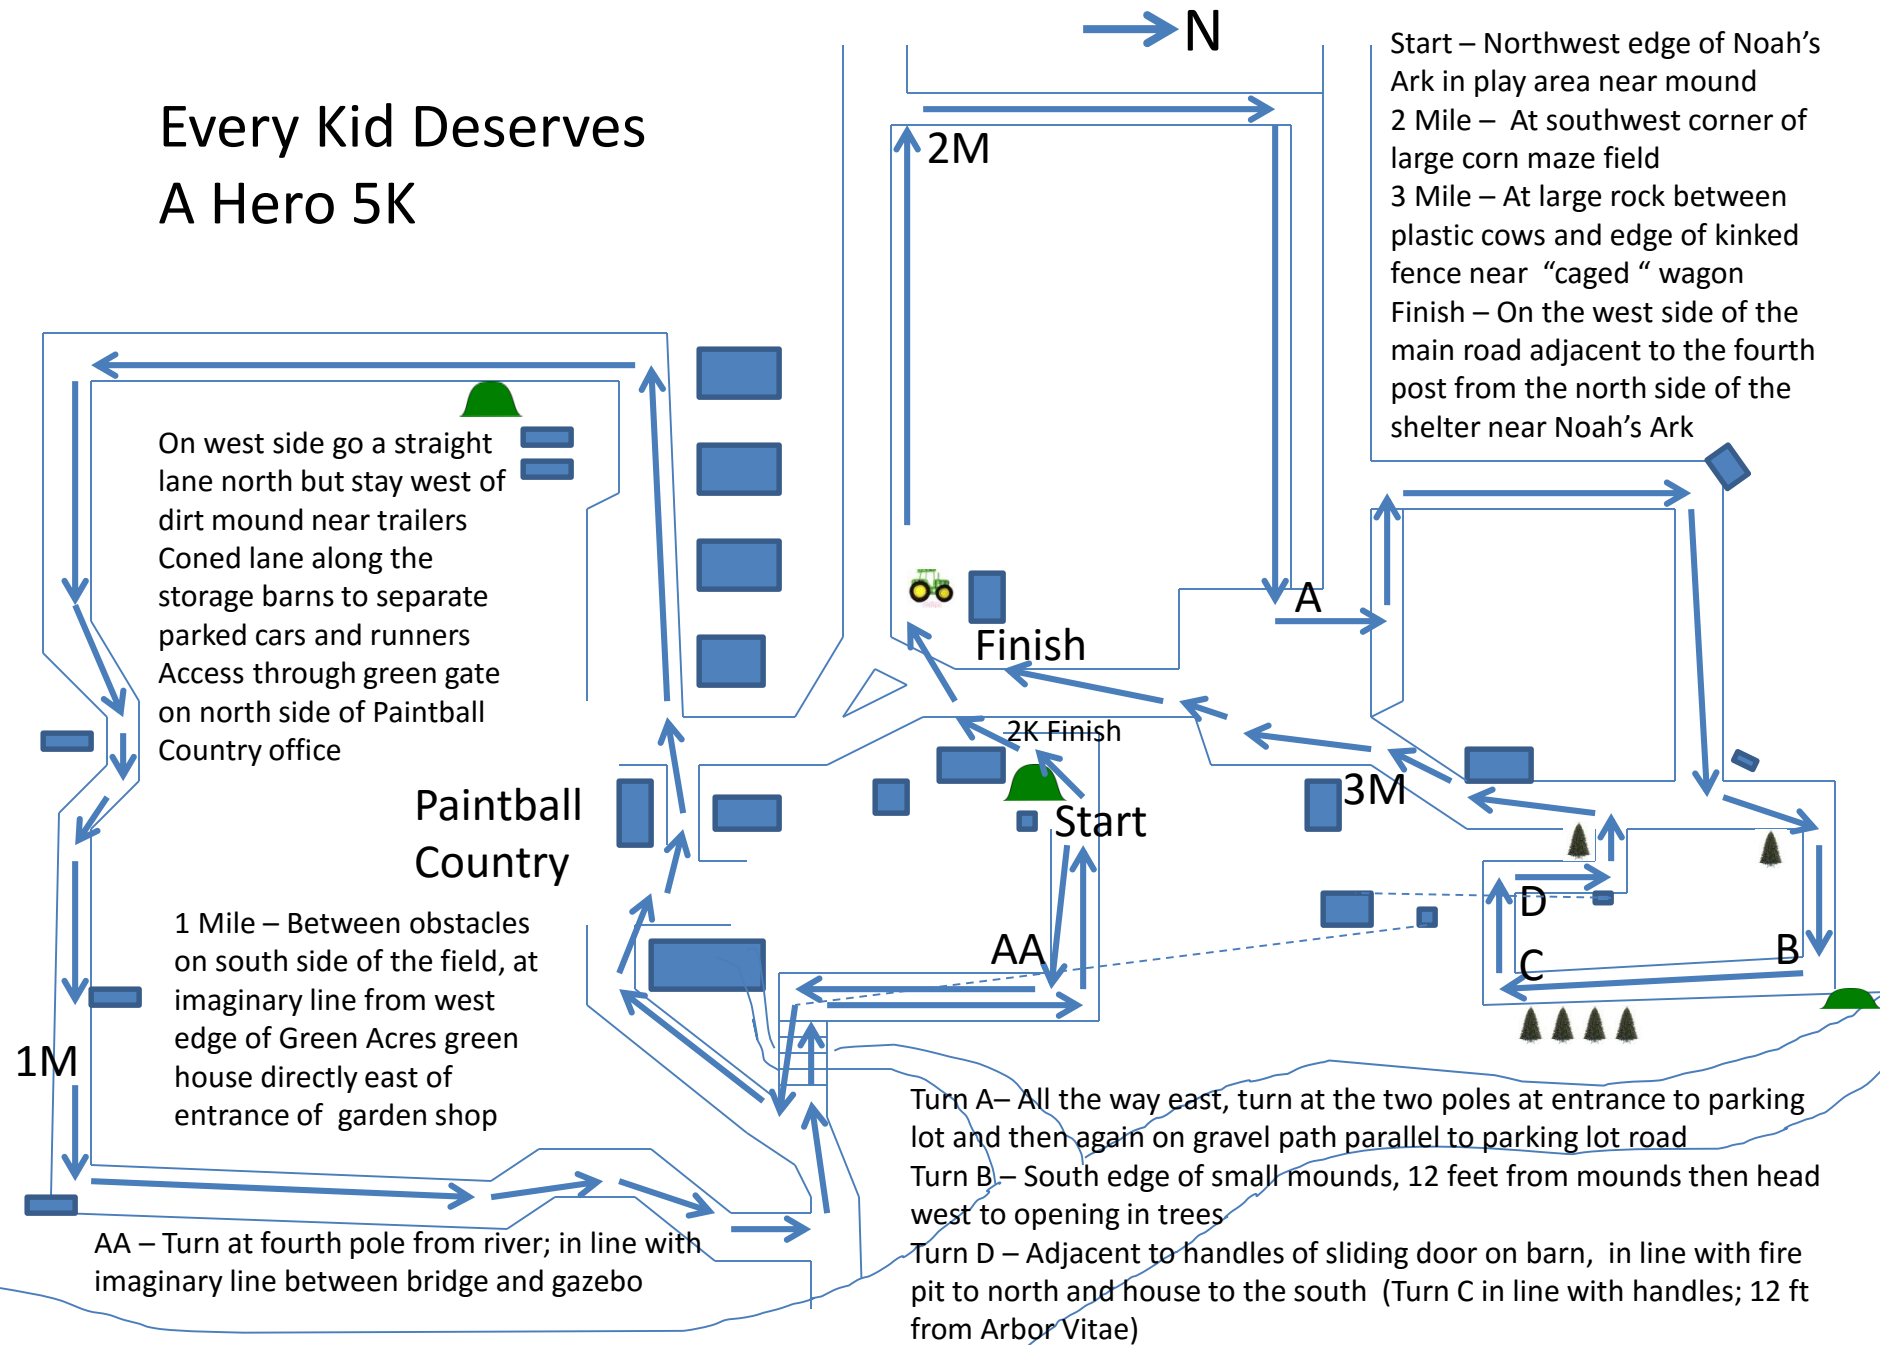 N
Every Kid Deserves
A Hero 5K
Start – Northwest edge of Noah's
Ark in play area near mound
2 Mile –  At southwest corner of
large corn maze field
3 Mile – At large rock between
plastic cows and edge of kinked
fence near  “caged “ wagon
Finish – On the west side of the
main road adjacent to the fourth
post from the north side of the
shelter near Noah's Ark
2M
On west side go a straight
lane north but stay west of
dirt mound near trailers
Coned lane along the
storage barns to separate
parked cars and runners
Access through green gate
on north side of Paintball
Country office
A
Finish
2K Finish
3M
Start
Paintball
Country
D
AA
B
C
1 Mile – Between obstacles
on south side of the field, at
imaginary line from west
edge of Green Acres green
house directly east of
entrance of  garden shop
1M
Turn A– All the way east, turn at the two poles at entrance to parking
lot and then again on gravel path parallel to parking lot road
Turn B – South edge of small mounds, 12 feet from mounds then head
west to opening in trees
Turn D – Adjacent to handles of sliding door on barn,  in line with fire
pit to north and house to the south  (Turn C in line with handles; 12 ft
from Arbor Vitae)
AA – Turn at fourth pole from river; in line with
imaginary line between bridge and gazebo